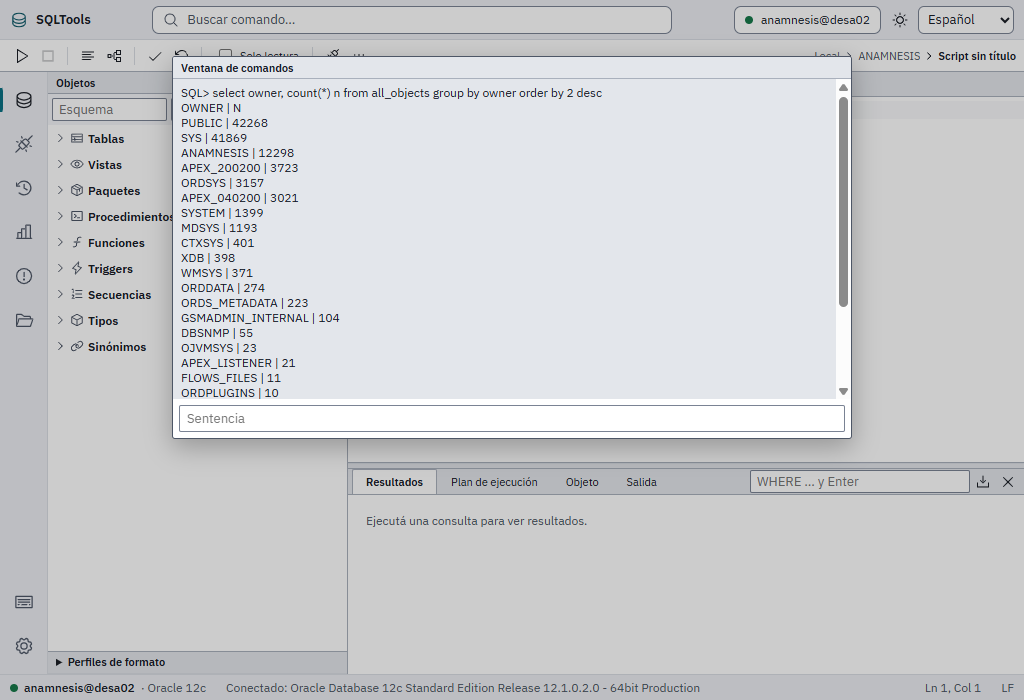 SQLTools
Buscar comando...
anamnesis@desa02
Español
Solo lectura
Local > ANAMNESIS > Script sin título
Objetos
Esquema
Tablas
Vistas
Paquetes
Procedimientos
Funciones
Triggers
Secuencias
Tipos
Sinónimos
Perfiles de formato
Ventana de comandos
SQL> select owner, count(*) n from all_objects group by owner order by 2 desc
OWNER | N
PUBLIC | 42268
SYS | 41869
ANAMNESIS | 12298
APEX_200200 | 3723
ORDSYS | 3157
APEX_040200 | 3021
SYSTEM | 1399
MDSYS | 1193
CTXSYS | 401
XDB | 398
WMSYS | 371
ORDDATA | 274
ORDS_METADATA | 223
GSMADMIN_INTERNAL | 104
DBSNMP | 55
OJVMSYS | 23
APEX_LISTENER | 21
FLOWS_FILES | 11
ORDPLUGINS | 10
Sentencia
Resultados Plan de ejecución Objeto Salida
WHERE ... y Enter
Ejecutá una consulta para ver resultados.
anamnesis@desa02 · Oracle 12c Conectado: Oracle Database 12c Standard Edition Release 12.1.0.2.0 - 64bit Production
Ln 1, Col 1 LF